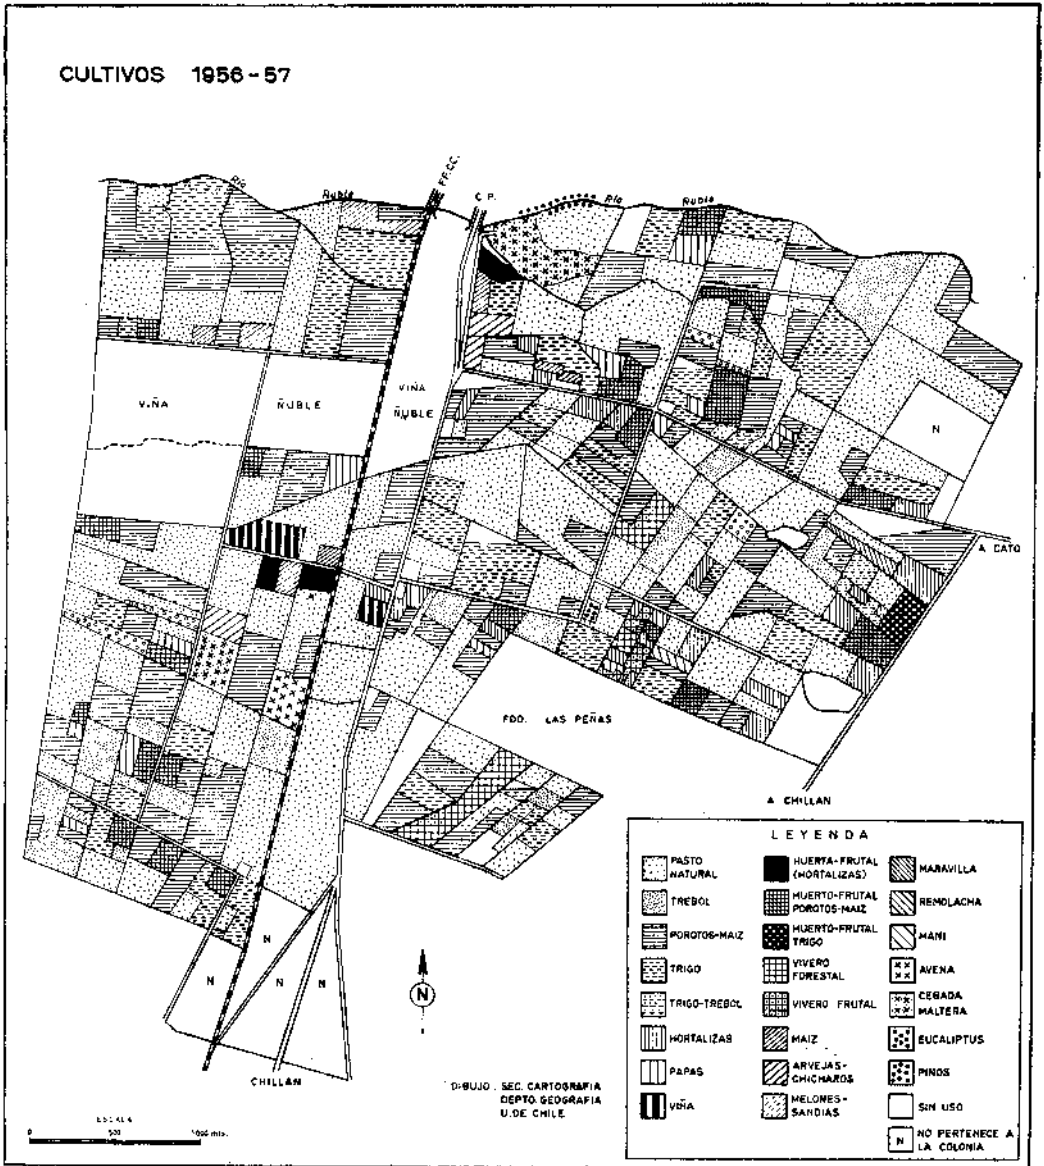 CULTIVOS 1956-57
FF.CC.
C.P.
Río
Ñuble
Río
Ñuble
VIÑA
ÑUBLE
VIÑA
ÑUBLE
N
A CATO
FDO. LAS PEÑAS
A CHILLAN
N
N
N
N
CHILLAN
N
DIBUJO . SEC. CARTOGRAFIA
DEPTO. GEOGRAFIA
U. DE CHILE
ESCALA
0 500 1000 mts.
LEYENDA
PASTO
NATURAL
TREBOL
POROTOS-MAIZ
TRIGO
TRIGO-TREBOL
HORTALIZAS
PAPAS
VIÑA
HUERTA-FRUTAL
(HORTALIZAS)
HUERTO-FRUTAL
POROTOS-MAIZ
HUERTO-FRUTAL
TRIGO
VIVERO
FORESTAL
VIVERO FRUTAL
MAIZ
ARVEJAS-
CHICHAROS
MELONES-
SANDIAS
MARAVILLA
REMOLACHA
MANI
AVENA
CEBADA
MALTERA
EUCALIPTUS
PINOS
SIN USO
N NO PERTENECE A
LA COLONIA